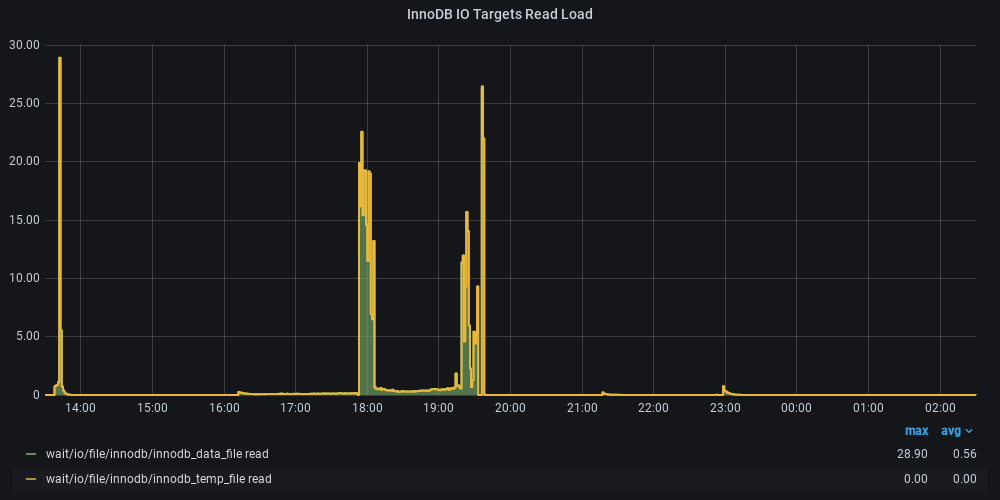 InnoDB IO Targets Read Load
30.00
25.00
20.00
15.00
10.00
5.00
0
14:00 15:00 16:00 17:00 18:00 19:00 20:00 21:00 22:00 23:00 00:00 01:00 02:00
max avg
wait/io/file/innodb/innodb_data_file read 28.90 0.56
wait/io/file/innodb/innodb_temp_file read 0.00 0.00